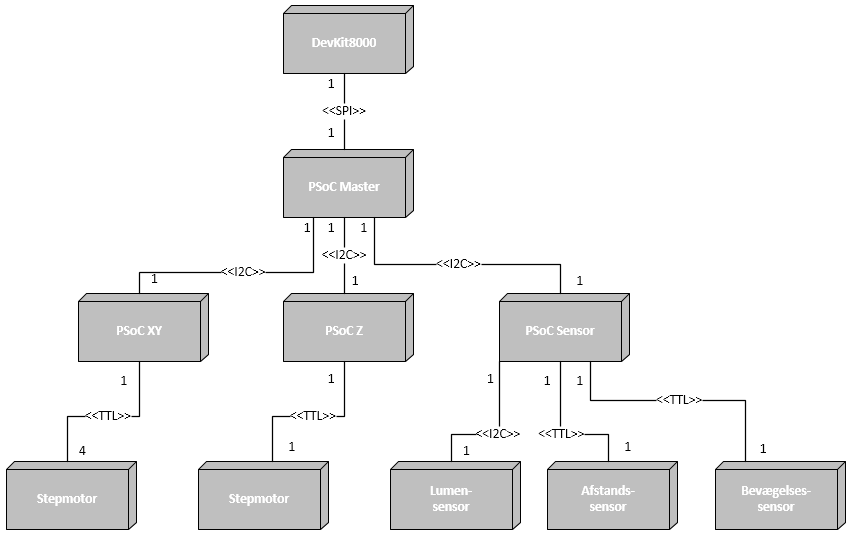 DevKit8000
1
<<SPI>>
1
PSoC Master
1 1 1
<<I2C>>
<<I2C>>
<<I2C>>
1 1 1
PSoC XY
PSoC Z
PSoC Sensor
1 1 1 1 1
<<TTL>>
<<TTL>>
<<TTL>>
<<I2C>>
<<TTL>>
4 1 1 1 1
Stepmotor
Stepmotor
Lumen-
sensor
Afstands-
sensor
Bevægelses-
sensor